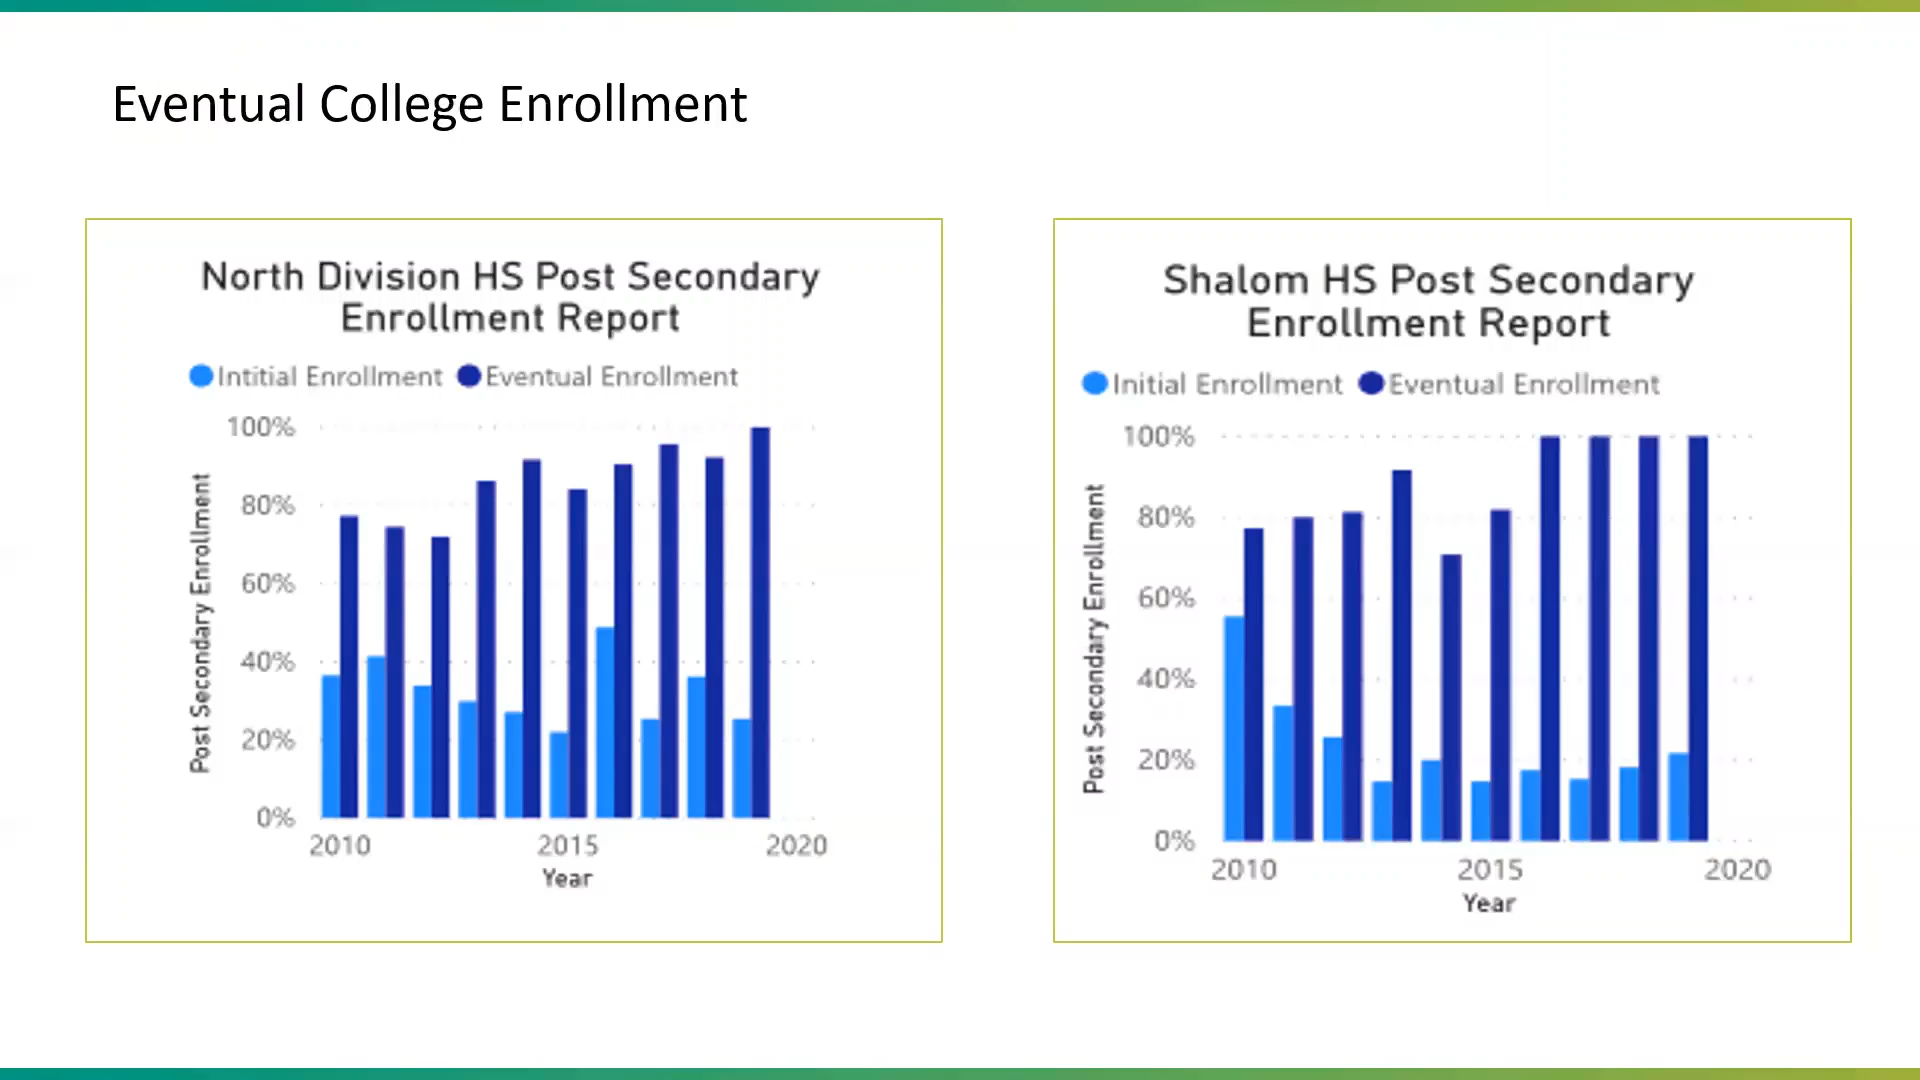 Eventual College Enrollment
North Division HS Post Secondary
Enrollment Report
Intitial Enrollment Eventual Enrollment
100%
80%
60%
40%
20%
0%
Post Secondary Enrollment
2010 2015 2020
Year
Shalom HS Post Secondary
Enrollment Report
Initial Enrollment Eventual Enrollment
100%
80%
60%
40%
20%
0%
Post Secondary Enrollment
2010 2015 2020
Year